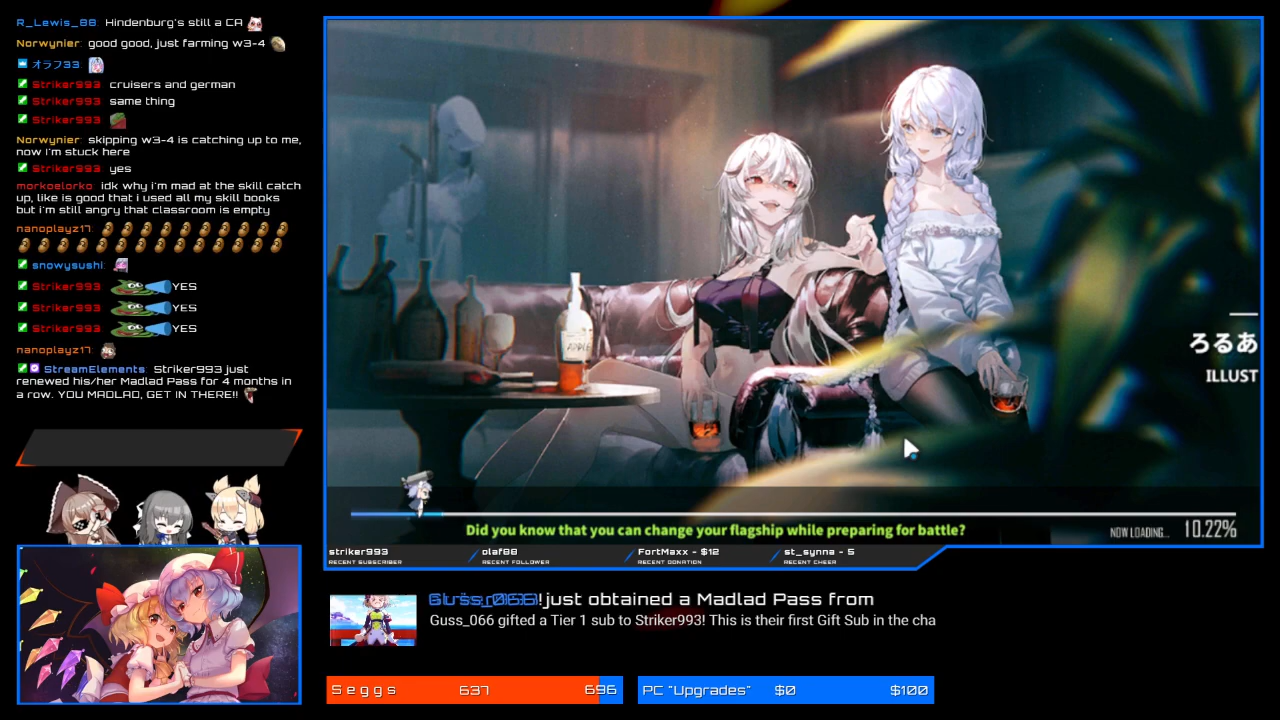 R_Lewis_88: Hindenburg's still a CA
Norwynier: good good, just farming w3-4
オラフ33
Striker993 cruisers and german
Striker993 same thing
Striker993
Norwynier: skipping w3-4 is catching up to me,
now I'm stuck here
Striker993 yes
morkoelorko: idk why i'm mad at the skill catch
up, like is good that i used all my skill books
but i'm still angry that classroom is empty
nanoplayz17:
snowysushi:
Striker993 YES
Striker993 YES
Striker993 YES
nanoplayz17:
StreamElements: Striker993 just
renewed his/her Madlad Pass for 4 months in
a row. YOU MADLAD, GET IN THERE!!
APPLE
ろるあ
ILLUST
Did you know that you can change your flagship while preparing for battle?
NOW LOADING... 10.22%
striker993
RECENT SUBSCRIBER
olaf88
RECENT FOLLOWER
FortMaxx - $12
RECENT DONATION
st_synna - 5
RECENT CHEER
Guss_066! just obtained a Madlad Pass from
Guss_066 gifted a Tier 1 sub to Striker993! This is their first Gift Sub in the cha
Seggs 637 696
PC "Upgrades" $0 $100